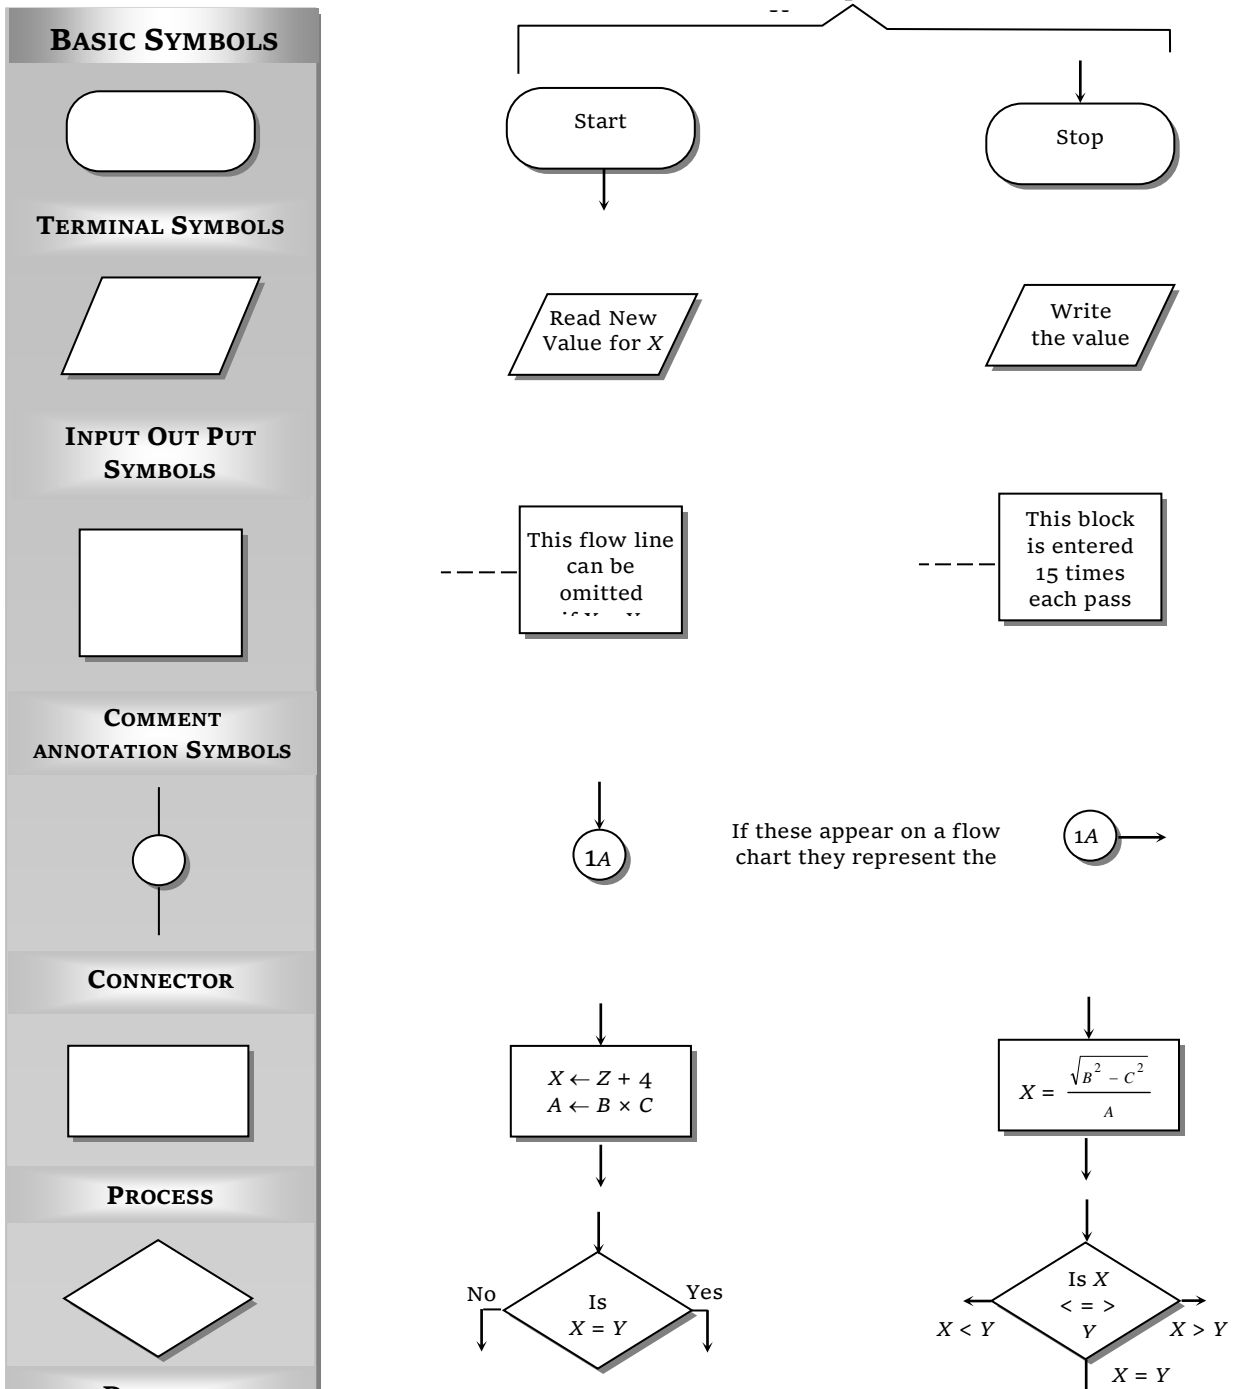 BASIC SYMBOLS
Start
Stop
TERMINAL SYMBOLS
Read New
Value for X
Write
the value
INPUT OUT PUT
SYMBOLS
This flow line
can be
omitted
This block
is entered
15 times
each pass
COMMENT
ANNOTATION SYMBOLS
1A
If these appear on a flow
chart they represent the
1A
CONNECTOR
X ← Z + 4
A ← B × C
X = √(B² − C²) / A
PROCESS
No
Is
X = Y
Yes
Is X
< = >
Y
X < Y
X > Y
X = Y